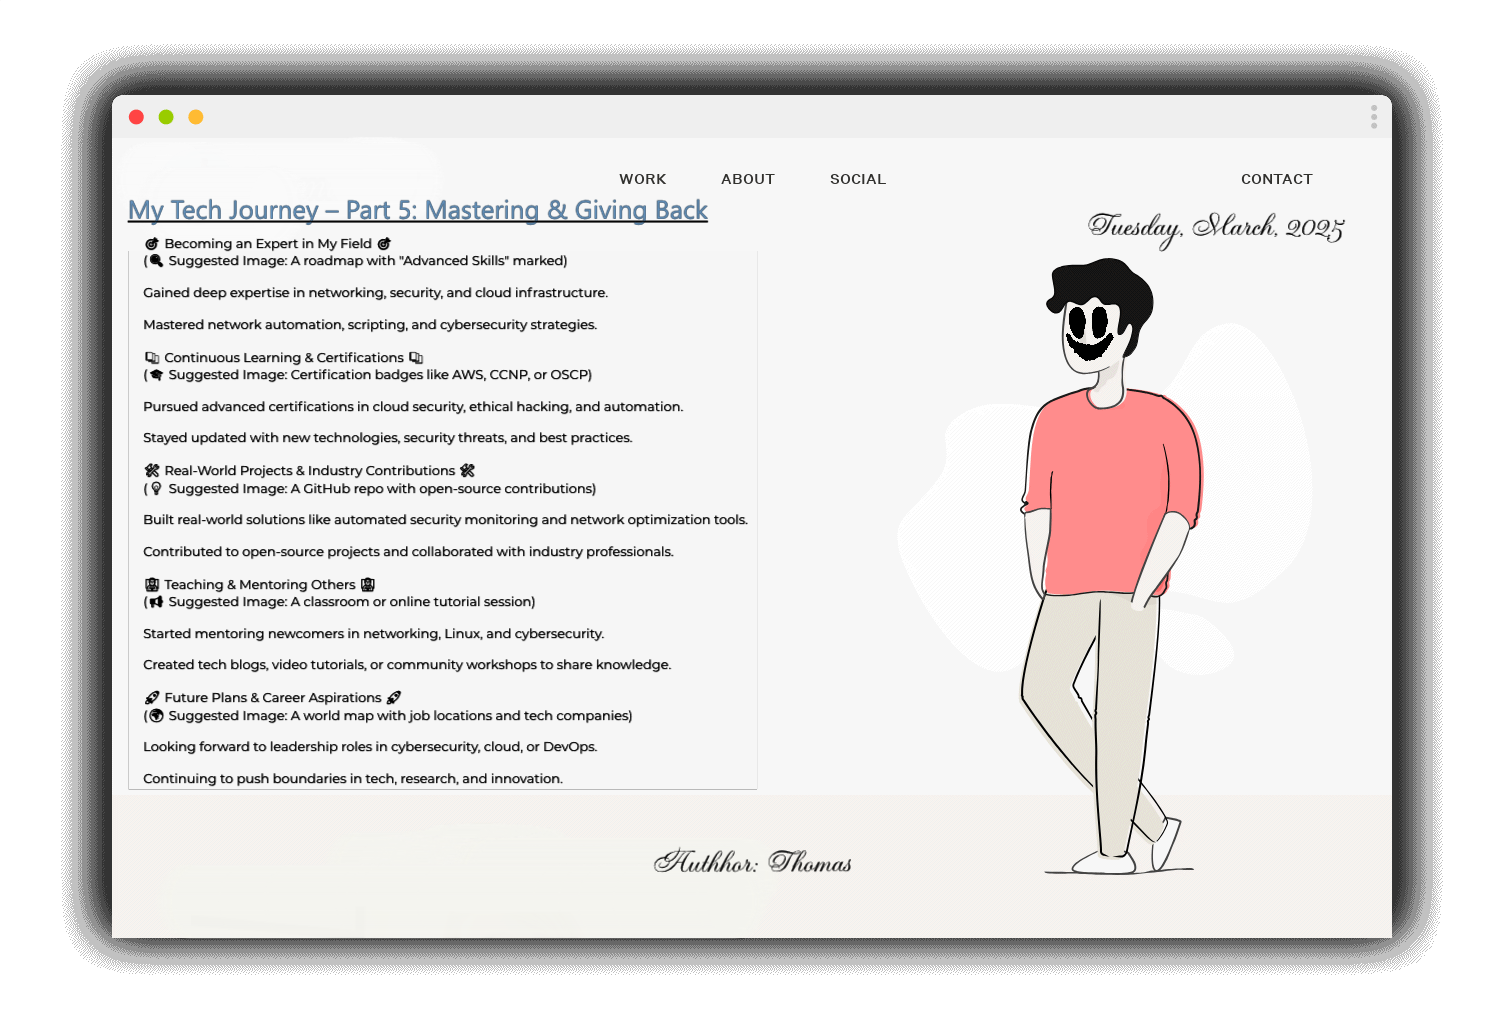 WORK ABOUT SOCIAL CONTACT
My Tech Journey – Part 5: Mastering & Giving Back
Tuesday, March, 2025
🎯 Becoming an Expert in My Field 🎯
(🔍 Suggested Image: A roadmap with "Advanced Skills" marked)
Gained deep expertise in networking, security, and cloud infrastructure.
Mastered network automation, scripting, and cybersecurity strategies.
📚 Continuous Learning & Certifications 📚
(🎓 Suggested Image: Certification badges like AWS, CCNP, or OSCP)
Pursued advanced certifications in cloud security, ethical hacking, and automation.
Stayed updated with new technologies, security threats, and best practices.
🛠 Real-World Projects & Industry Contributions 🛠
(💡 Suggested Image: A GitHub repo with open-source contributions)
Built real-world solutions like automated security monitoring and network optimization tools.
Contributed to open-source projects and collaborated with industry professionals.
👨‍🏫 Teaching & Mentoring Others 👨‍🏫
(📢 Suggested Image: A classroom or online tutorial session)
Started mentoring newcomers in networking, Linux, and cybersecurity.
Created tech blogs, video tutorials, or community workshops to share knowledge.
🚀 Future Plans & Career Aspirations 🚀
(🌍 Suggested Image: A world map with job locations and tech companies)
Looking forward to leadership roles in cybersecurity, cloud, or DevOps.
Continuing to push boundaries in tech, research, and innovation.
Authhor: Thomas